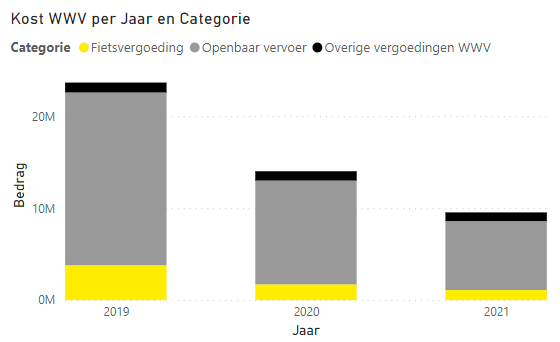 Kost WWV per Jaar en Categorie
Categorie Fietsvergoeding Openbaar vervoer Overige vergoedingen WWV
20M
10M
0M
Bedrag
2019 2020 2021
Jaar